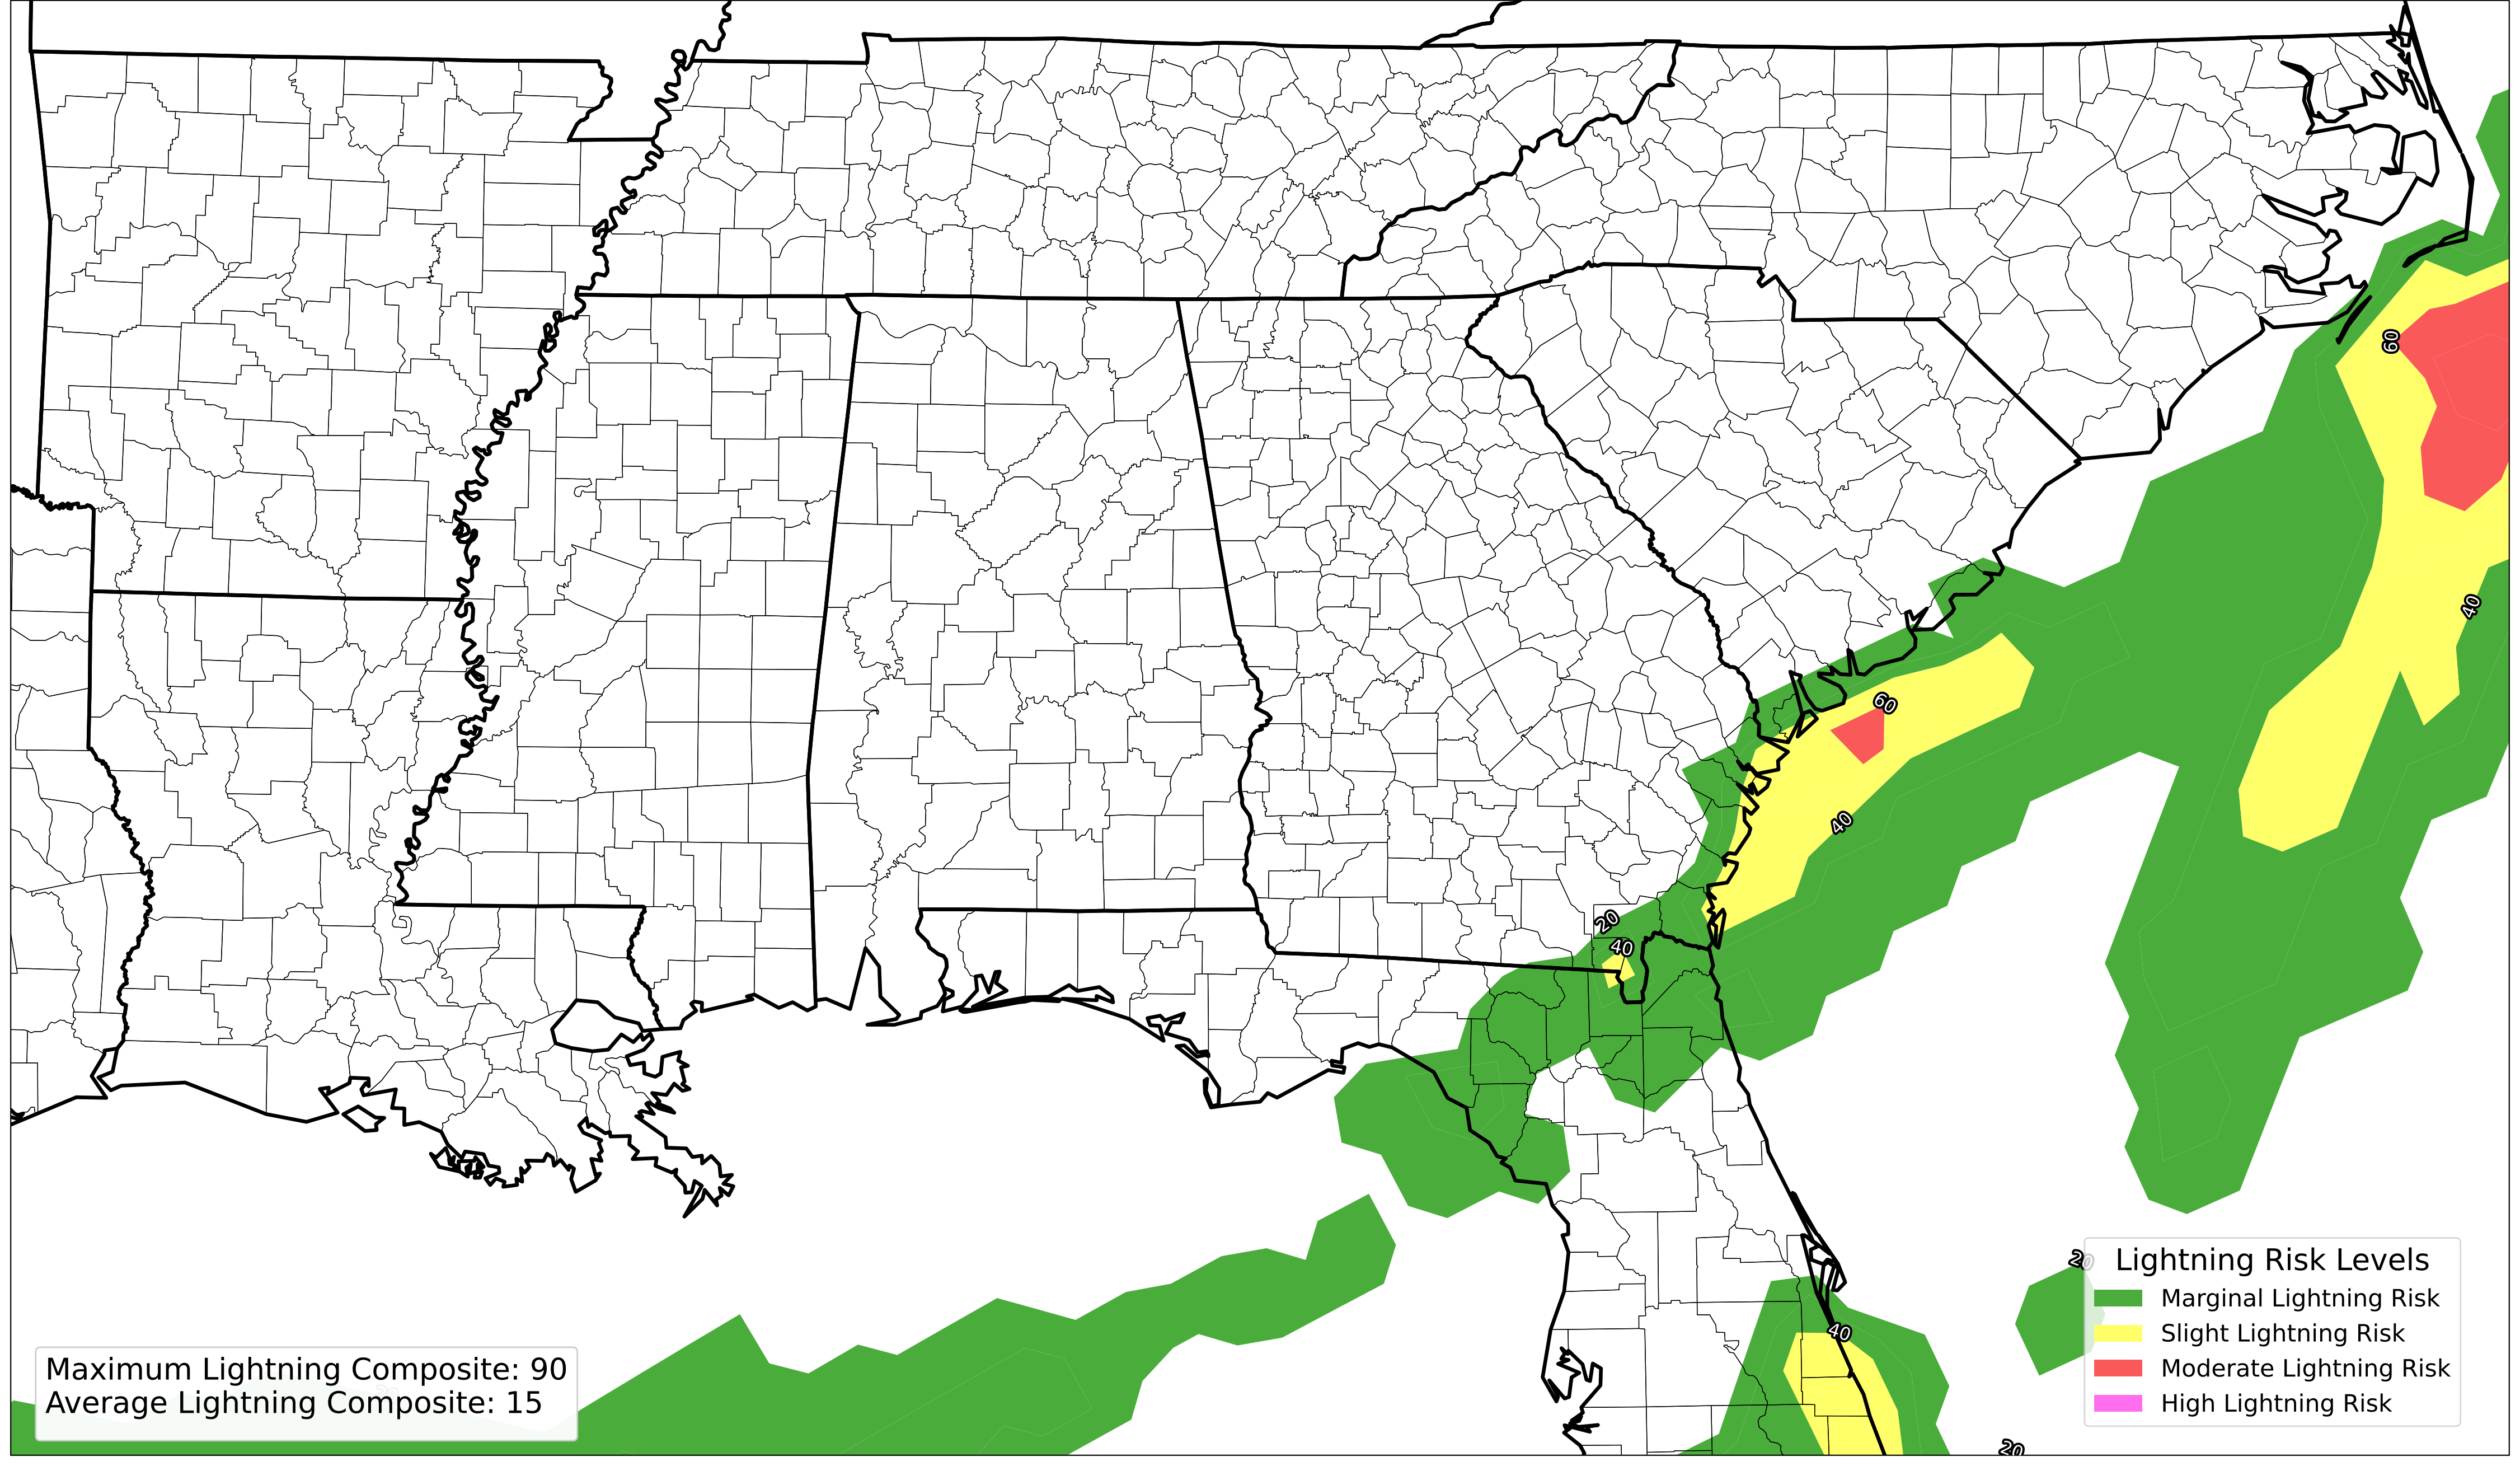 60
40
60
40
20
40
20
40
20
Lightning Risk Levels
Marginal Lightning Risk
Slight Lightning Risk
Moderate Lightning Risk
High Lightning Risk
Maximum Lightning Composite: 90
Average Lightning Composite: 15